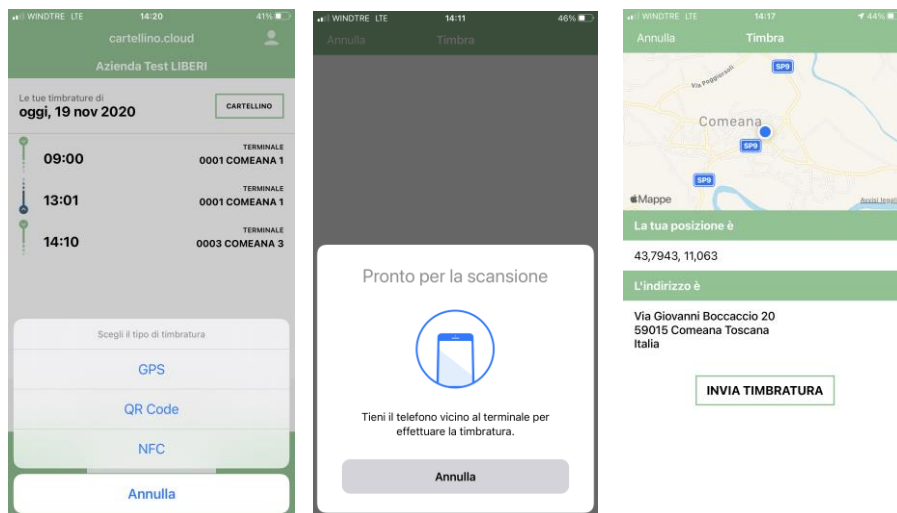 WINDTRE LTE 14:20 41%
cartellino.cloud
Azienda Test LIBERI
Le tue timbrature di
oggi, 19 nov 2020
CARTELLINO
TERMINALE
09:00 0001 COMEANA 1
TERMINALE
13:01 0001 COMEANA 1
TERMINALE
14:10 0003 COMEANA 3
Scegli il tipo di timbratura
GPS
QR Code
NFC
Annulla
WINDTRE LTE 14:11 46%
Annulla Timbra
Pronto per la scansione
Tieni il telefono vicino al terminale per
effettuare la timbratura.
Annulla
WINDTRE LTE 14:17 44%
Annulla Timbra
Via Poggiorsoli
SP9
Comeana
SP9
SP9
Mappe
Avvisi legali
La tua posizione è
43,7943, 11,063
L'indirizzo è
Via Giovanni Boccaccio 20
59015 Comeana Toscana
Italia
INVIA TIMBRATURA